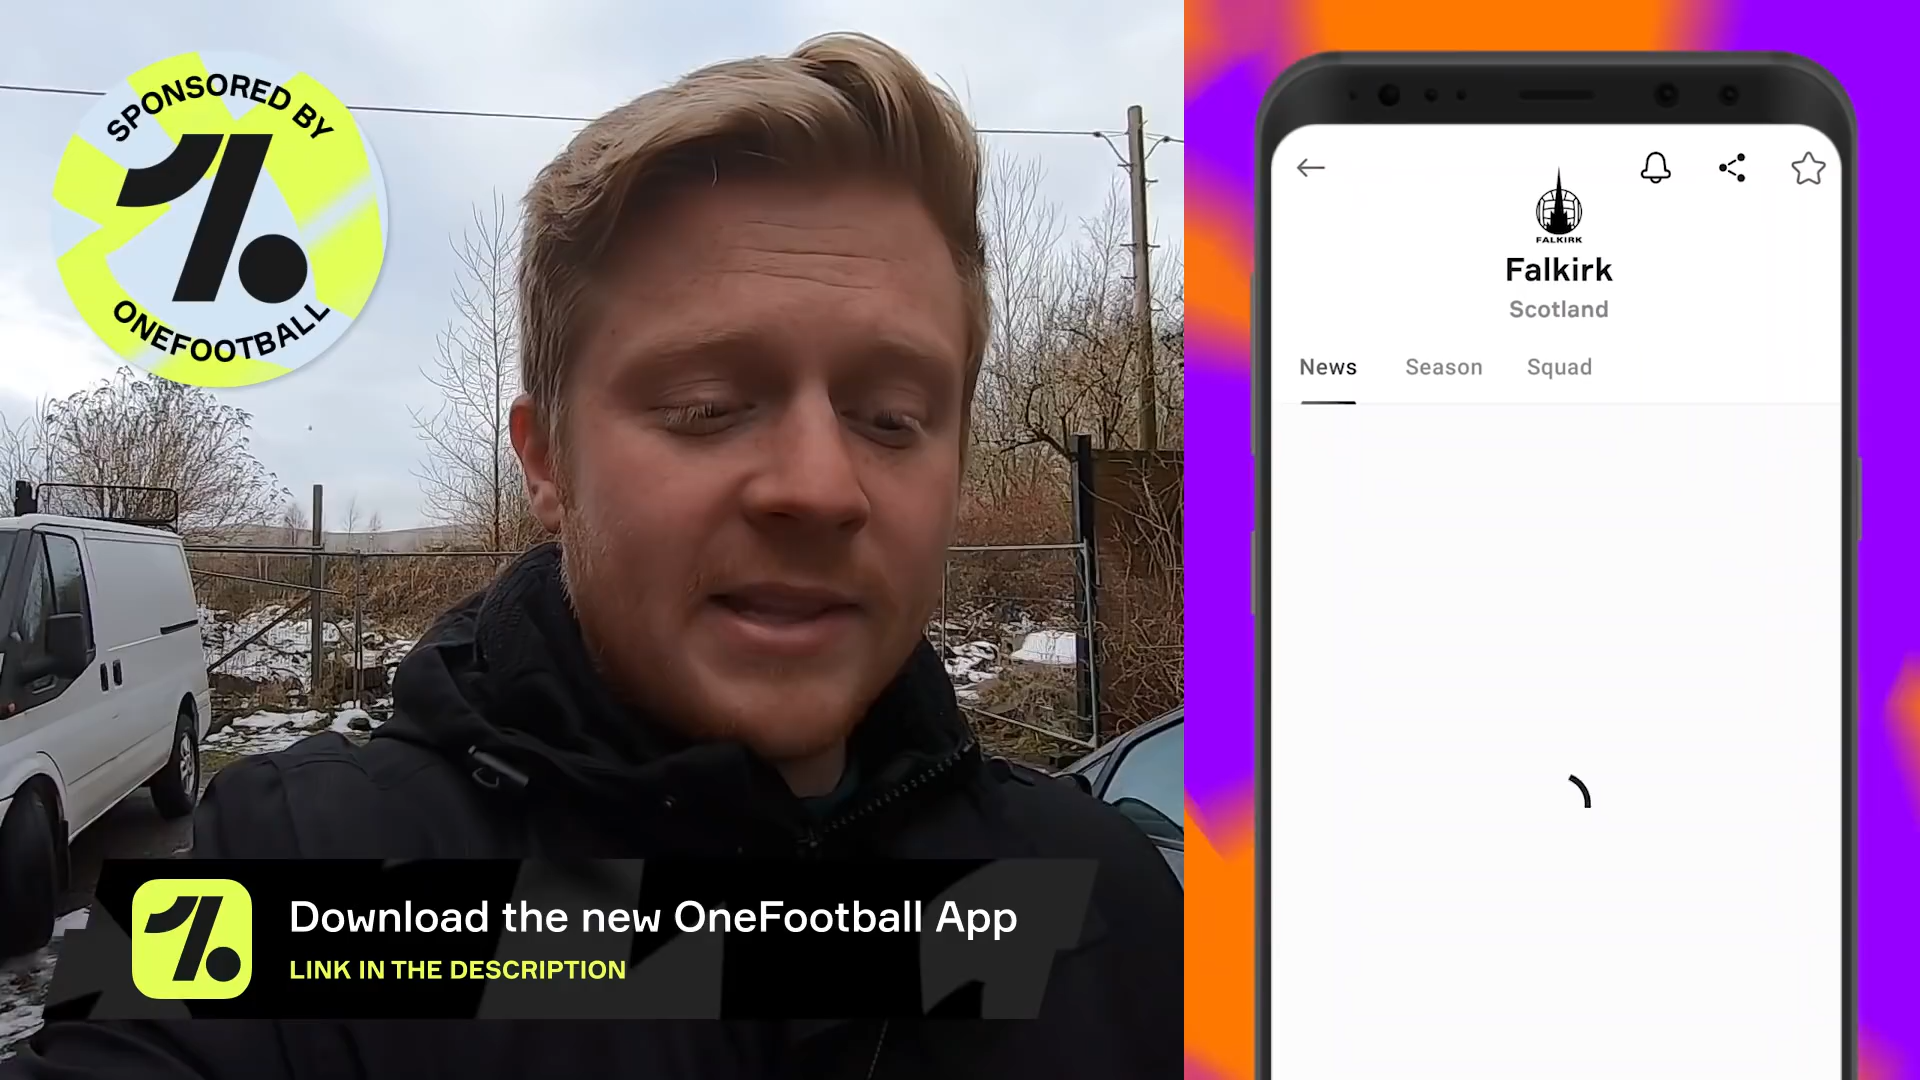 SPONSORED BY
ONEFOOTBALL
Download the new OneFootball App
LINK IN THE DESCRIPTION
FALKIRK
Falkirk
Scotland
News
Season
Squad